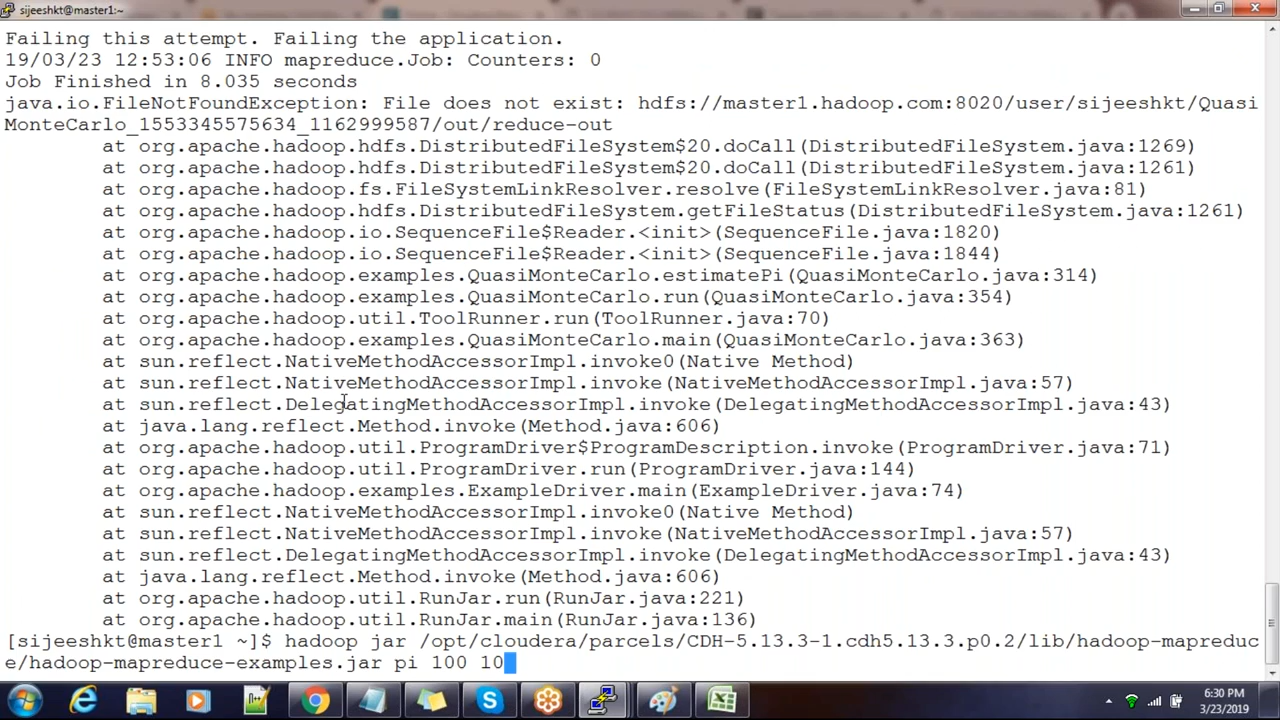 sijeeshkt@master1:~
Failing this attempt. Failing the application.
19/03/23 12:53:06 INFO mapreduce.Job: Counters: 0
Job Finished in 8.035 seconds
java.io.FileNotFoundException: File does not exist: hdfs://master1.hadoop.com:8020/user/sijeeshkt/Quasi
MonteCarlo_1553345575634_1162999587/out/reduce-out
at org.apache.hadoop.hdfs.DistributedFileSystem$20.doCall(DistributedFileSystem.java:1269)
at org.apache.hadoop.hdfs.DistributedFileSystem$20.doCall(DistributedFileSystem.java:1261)
at org.apache.hadoop.fs.FileSystemLinkResolver.resolve(FileSystemLinkResolver.java:81)
at org.apache.hadoop.hdfs.DistributedFileSystem.getFileStatus(DistributedFileSystem.java:1261)
at org.apache.hadoop.io.SequenceFile$Reader.<init>(SequenceFile.java:1820)
at org.apache.hadoop.io.SequenceFile$Reader.<init>(SequenceFile.java:1844)
at org.apache.hadoop.examples.QuasiMonteCarlo.estimatePi(QuasiMonteCarlo.java:314)
at org.apache.hadoop.examples.QuasiMonteCarlo.run(QuasiMonteCarlo.java:354)
at org.apache.hadoop.util.ToolRunner.run(ToolRunner.java:70)
at org.apache.hadoop.examples.QuasiMonteCarlo.main(QuasiMonteCarlo.java:363)
at sun.reflect.NativeMethodAccessorImpl.invoke0(Native Method)
at sun.reflect.NativeMethodAccessorImpl.invoke(NativeMethodAccessorImpl.java:57)
at sun.reflect.DelegatingMethodAccessorImpl.invoke(DelegatingMethodAccessorImpl.java:43)
at java.lang.reflect.Method.invoke(Method.java:606)
at org.apache.hadoop.util.ProgramDriver$ProgramDescription.invoke(ProgramDriver.java:71)
at org.apache.hadoop.util.ProgramDriver.run(ProgramDriver.java:144)
at org.apache.hadoop.examples.ExampleDriver.main(ExampleDriver.java:74)
at sun.reflect.NativeMethodAccessorImpl.invoke0(Native Method)
at sun.reflect.NativeMethodAccessorImpl.invoke(NativeMethodAccessorImpl.java:57)
at sun.reflect.DelegatingMethodAccessorImpl.invoke(DelegatingMethodAccessorImpl.java:43)
at java.lang.reflect.Method.invoke(Method.java:606)
at org.apache.hadoop.util.RunJar.run(RunJar.java:221)
at org.apache.hadoop.util.RunJar.main(RunJar.java:136)
[sijeeshkt@master1 ~]$ hadoop jar /opt/cloudera/parcels/CDH-5.13.3-1.cdh5.13.3.p0.2/lib/hadoop-mapreduc
e/hadoop-mapreduce-examples.jar pi 100 10
6:30 PM
3/23/2019